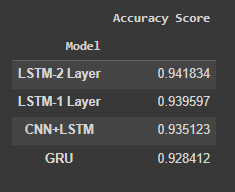 Accuracy Score
Model
LSTM-2 Layer 0.941834
LSTM-1 Layer 0.939597
CNN+LSTM 0.935123
GRU 0.928412